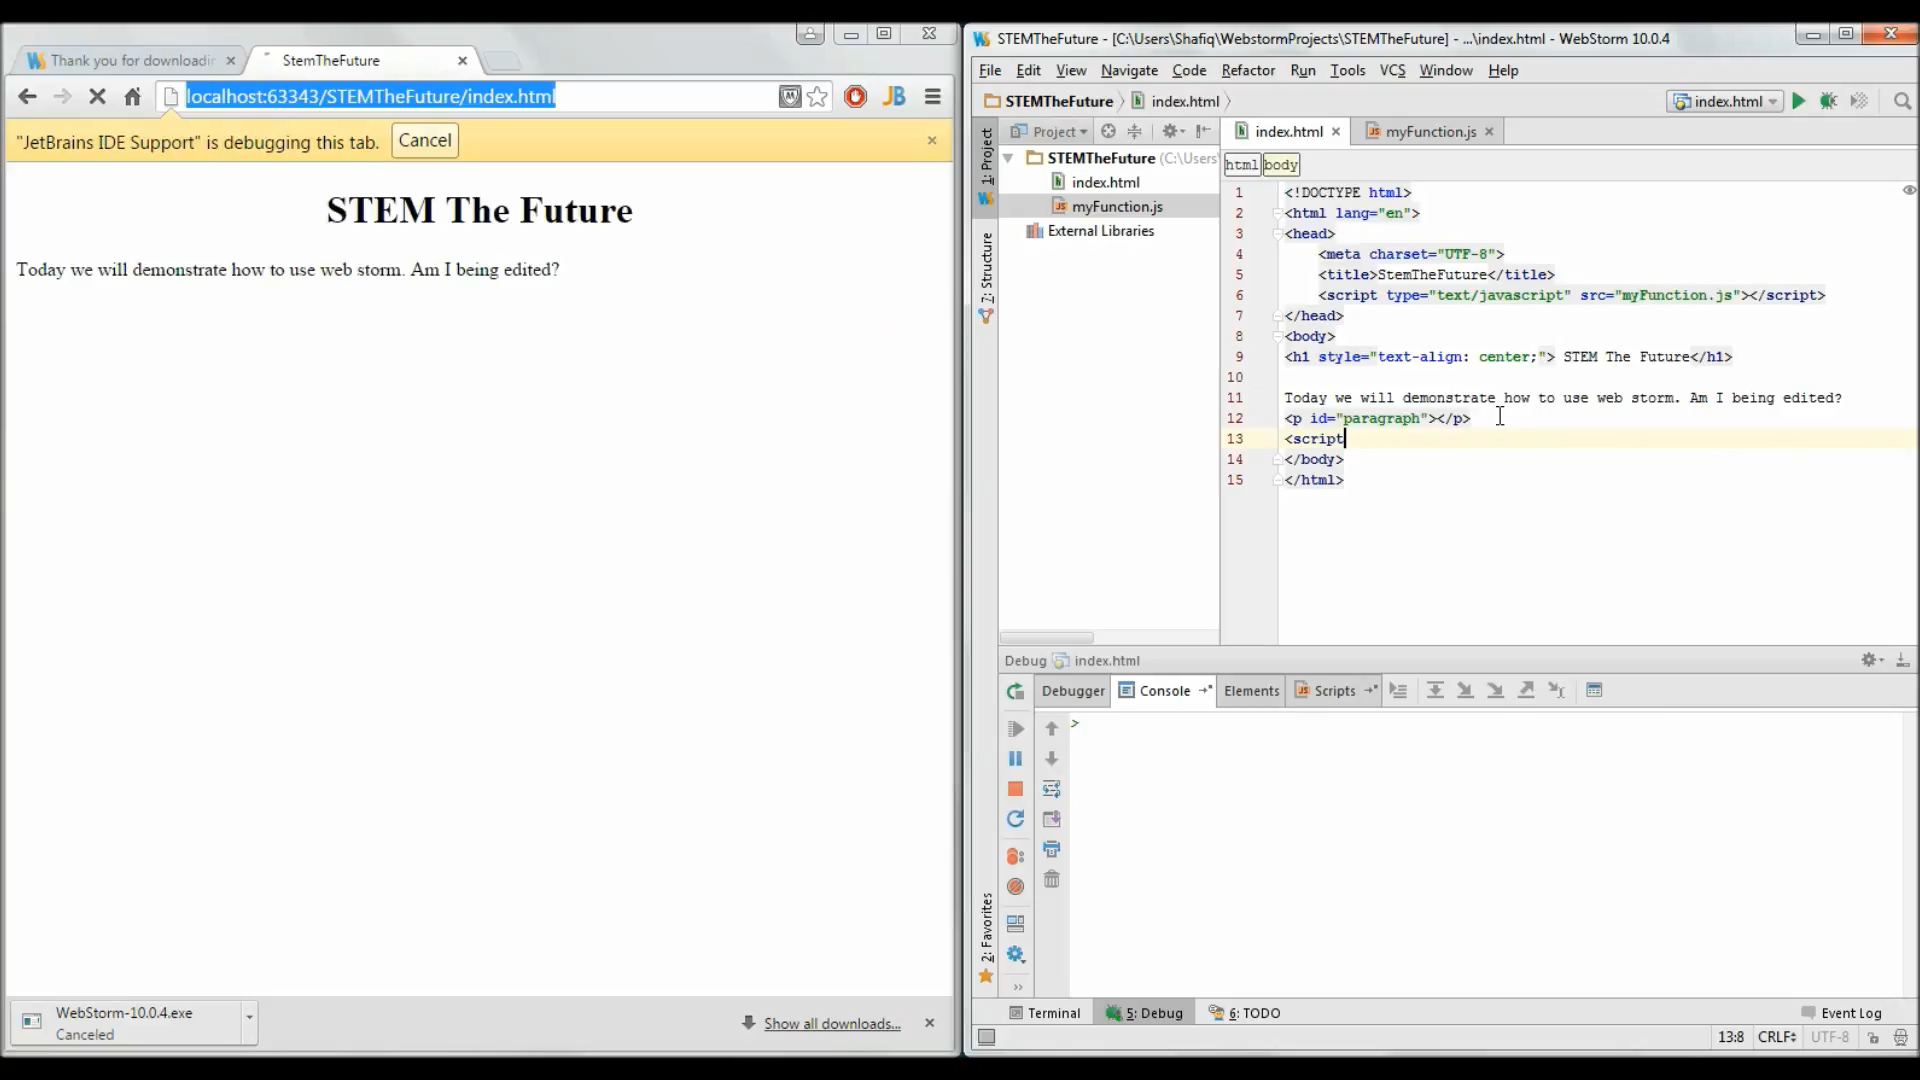 Thank you for downloadin
StemTheFuture
localhost:63343/STEMTheFuture/index.html
JB
"JetBrains IDE Support" is debugging this tab.
Cancel
STEM The Future
Today we will demonstrate how to use web storm. Am I being edited?
WebStorm-10.0.4.exe
Canceled
Show all downloads...
STEMTheFuture - [C:\Users\Shafiq\WebstormProjects\STEMTheFuture] - ...\index.html - WebStorm 10.0.4
File Edit View Navigate Code Refactor Run Tools VCS Window Help
STEMTheFuture index.html
index.html
Project
index.html
myFunction.js
1: Project
7: Structure
2: Favorites
STEMTheFuture (C:\Users
index.html
myFunction.js
External Libraries
html body
1 <!DOCTYPE html>
2 <html lang="en">
3 <head>
4 <meta charset="UTF-8">
5 <title>StemTheFuture</title>
6 <script type="text/javascript" src="myFunction.js"></script>
7 </head>
8 <body>
9 <h1 style="text-align: center;"> STEM The Future</h1>
10
11 Today we will demonstrate how to use web storm. Am I being edited?
12 <p id="paragraph"></p>
13 <script
14 </body>
15 </html>
Debug index.html
Debugger Console Elements Scripts
>
Terminal 5: Debug 6: TODO Event Log
13:8 CRLF UTF-8